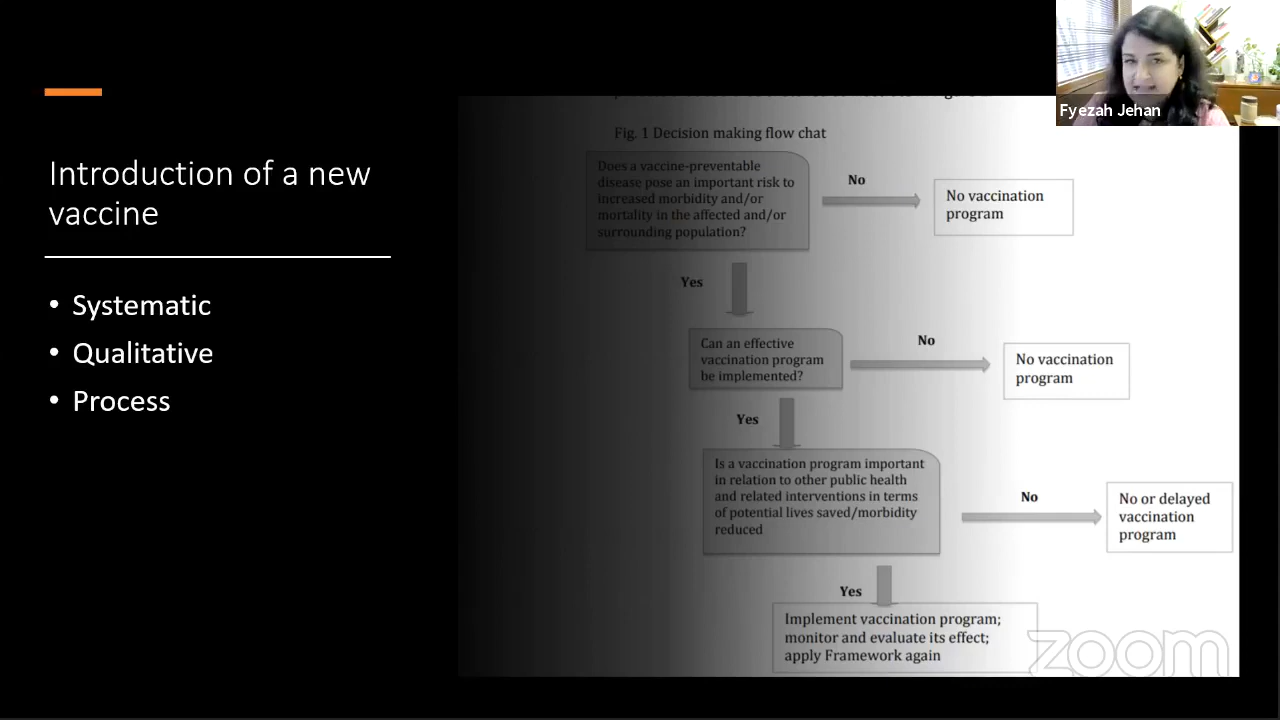 Introduction of a new
vaccine
• Systematic
• Qualitative
• Process
Fig. 1 Decision making flow chat
Does a vaccine-preventable
disease pose an important risk to
increased morbidity and/or
mortality in the affected and/or
surrounding population?
No
No vaccination
program
Yes
Can an effective
vaccination program
be implemented?
No
No vaccination
program
Yes
Is a vaccination program important
in relation to other public health
and related interventions in terms
of potential lives saved/morbidity
reduced
No
No or delayed
vaccination
program
Yes
Implement vaccination program;
monitor and evaluate its effect;
apply Framework again
Fyezah Jehan
zoom